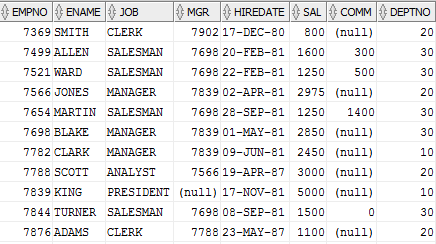 EMPNO ENAME JOB MGR HIREDATE SAL COMM DEPTNO
7369 SMITH CLERK 7902 17-DEC-80 800 (null) 20
7499 ALLEN SALESMAN 7698 20-FEB-81 1600 300 30
7521 WARD SALESMAN 7698 22-FEB-81 1250 500 30
7566 JONES MANAGER 7839 02-APR-81 2975 (null) 20
7654 MARTIN SALESMAN 7698 28-SEP-81 1250 1400 30
7698 BLAKE MANAGER 7839 01-MAY-81 2850 (null) 30
7782 CLARK MANAGER 7839 09-JUN-81 2450 (null) 10
7788 SCOTT ANALYST 7566 19-APR-87 3000 (null) 20
7839 KING PRESIDENT (null) 17-NOV-81 5000 (null) 10
7844 TURNER SALESMAN 7698 08-SEP-81 1500 0 30
7876 ADAMS CLERK 7788 23-MAY-87 1100 (null) 20